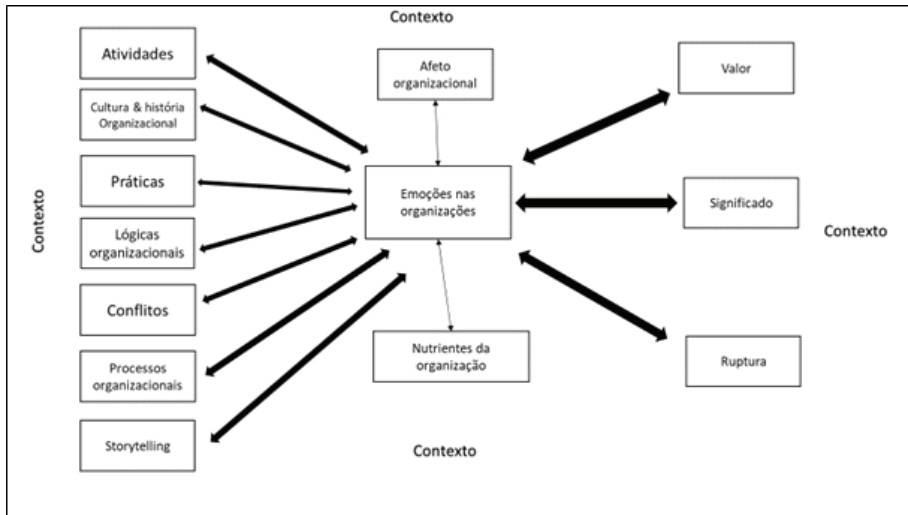 Contexto
Atividades
Cultura & história
Organizacional
Práticas
Lógicas
organizacionais
Conflitos
Processos
organizacionais
Storytelling
Contexto
Afeto
organizacional
Emoções nas
organizações
Nutrientes da
organização
Contexto
Valor
Significado
Ruptura
Contexto